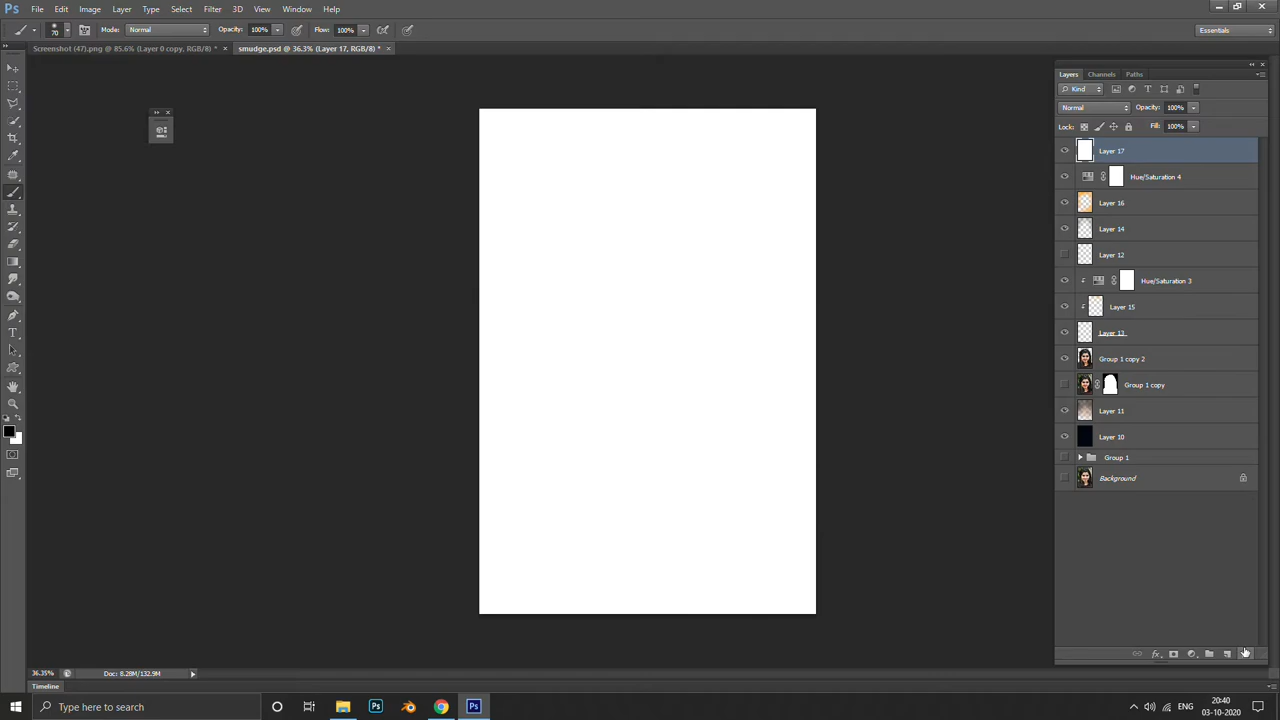 Ps File Edit Image Layer Type Select Filter 3D View Window Help
70 Mode: Normal Opacity: 100% Flow: 100% Essentials
Screenshot (47).png @ 85.6% (Layer 0 copy, RGB/8) * × smudge.psd @ 36.3% (Layer 17, RGB/8) * ×
Layers Channels Paths
Kind
Normal Opacity: 100%
Lock: Fill: 100%
Layer 17
Hue/Saturation 4
Layer 16
Layer 14
Layer 12
Hue/Saturation 3
Layer 15
Layer 13
Group 1 copy 2
Group 1 copy
Layer 11
Layer 10
Group 1
Background
fx
36.35% Doc: 8.28M/132.9M
Timeline
Type here to search
Ps Ps
ENG
20:40
03-10-2020